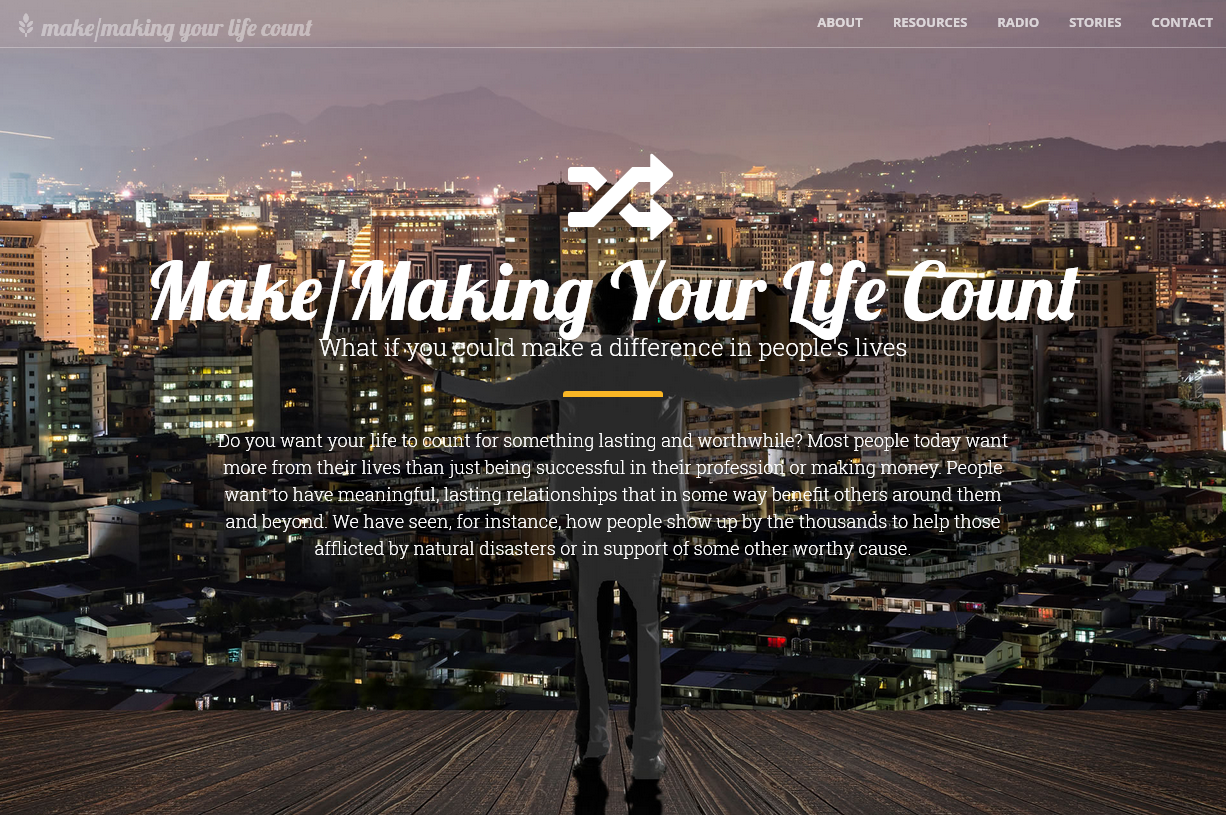 make/making your life count
ABOUT RESOURCES RADIO STORIES CONTACT
Make/Making Your Life Count
What if you could make a difference in people's lives
Do you want your life to count for something lasting and worthwhile? Most people today want
more from their lives than just being successful in their profession or making money. People
want to have meaningful, lasting relationships that in some way benefit others around them
and beyond. We have seen, for instance, how people show up by the thousands to help those
afflicted by natural disasters or in support of some other worthy cause.